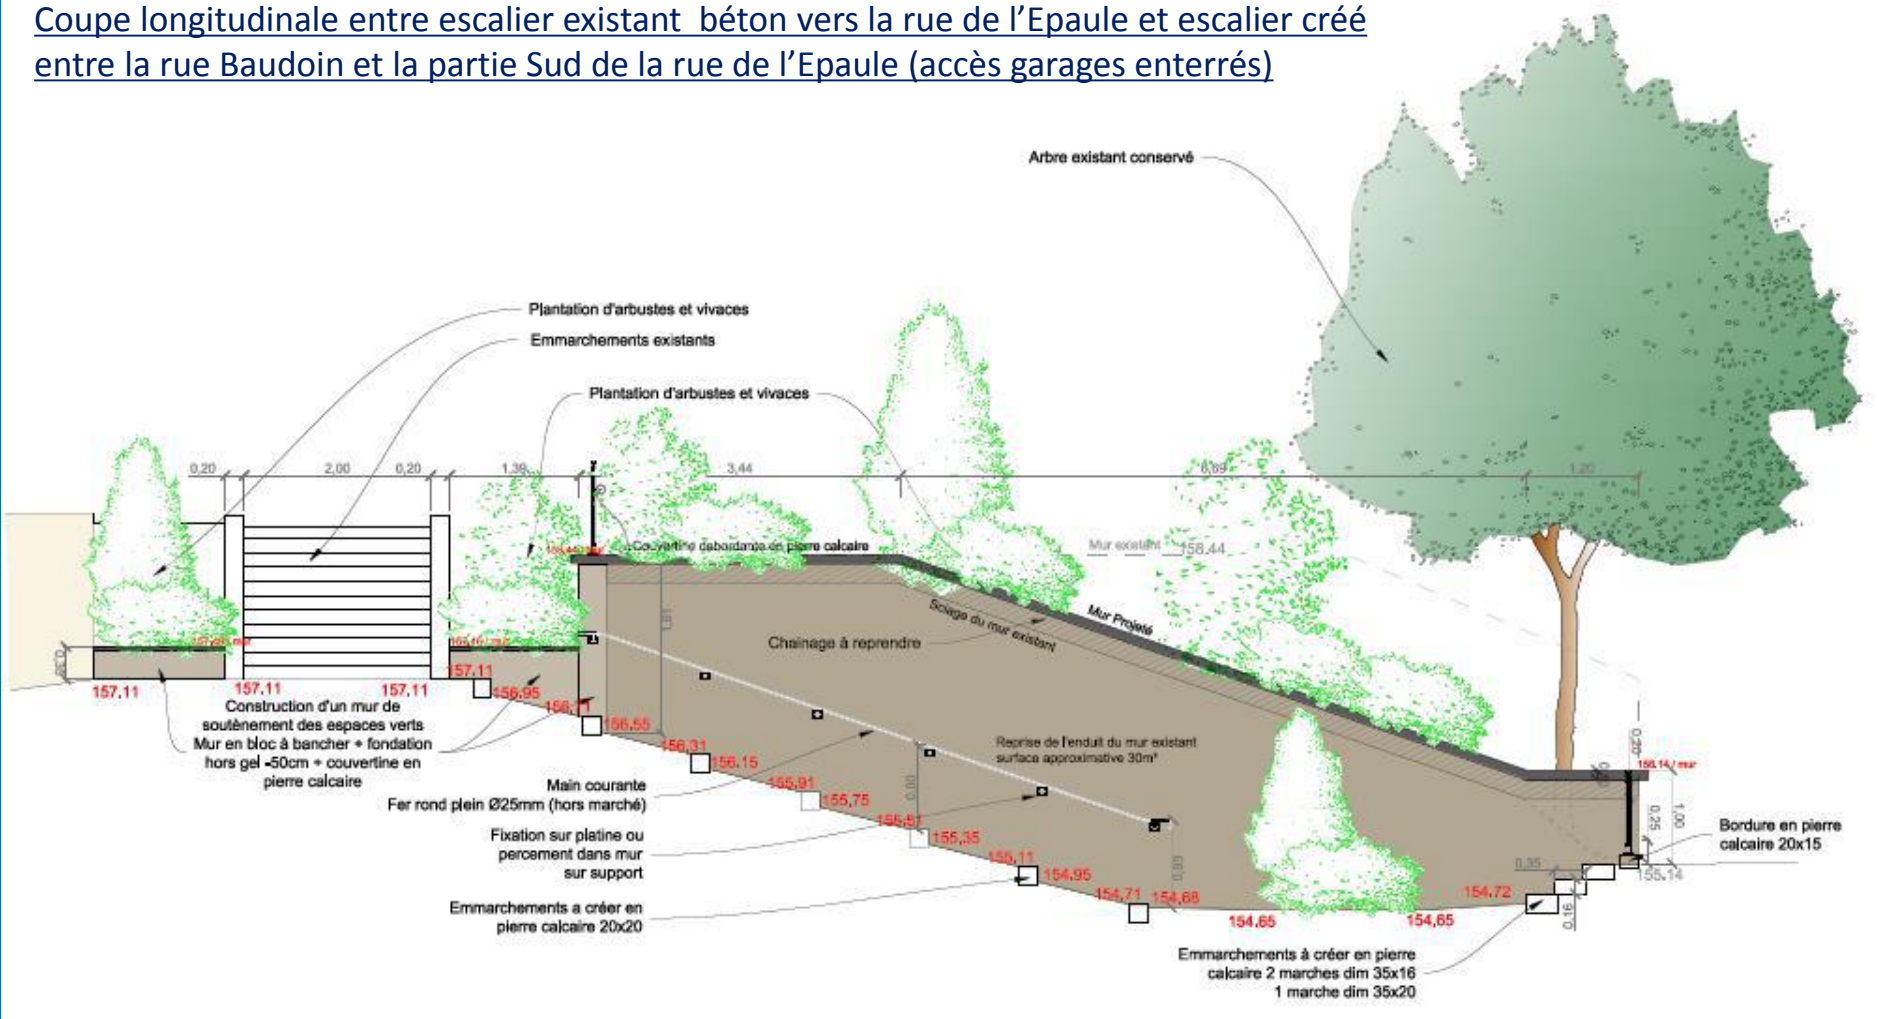 Coupe longitudinale entre escalier existant  béton vers la rue de l'Epaule et escalier créé
entre la rue Baudoin et la partie Sud de la rue de l'Epaule (accès garages enterrés)
Arbre existant conservé
Plantation d'arbustes et vivaces
Emmarchements existants
Plantation d'arbustes et vivaces
0,20
2,00
0,20
1,38
3,44
6,69
1,20
Couvertine debordante en pierre calcaire
Mur existant
158.44
Sciage du mur existant
Mur Projeté
Chainage à reprendre
157.11
157.11
157.11
157.11
156.95
156.55
156.31
156.15
155.91
155,75
155.51
155,35
155.11
154.95
154.71
154,68
154.65
154,65
154.72
155.14
Construction d'un mur de
soutènement des espaces verts
Mur en bloc à bancher + fondation
hors gel -50cm + couvertine en
pierre calcaire
Main courante
Fer rond plein Ø25mm (hors marché)
Reprise de l'enduit du mur existant
surface approximative 30m²
Fixation sur platine ou
percement dans mur
sur support
Emmarchements a créer en
pierre calcaire 20x20
0,20
0,25
1,00
0,35
0.16
Bordure en pierre
calcaire 20x15
Emmarchements à créer en pierre
calcaire 2 marches dim 35x16
1 marche dim 35x20